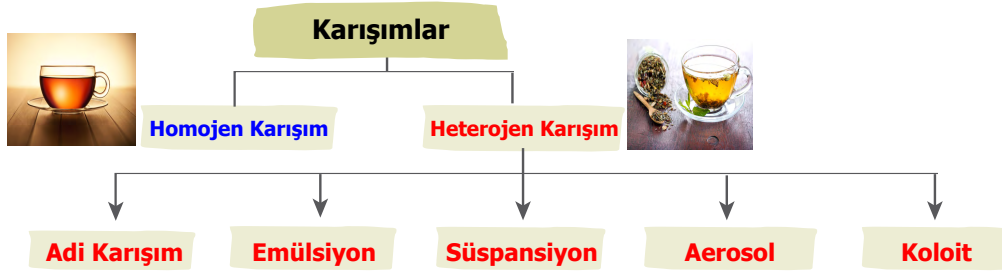 Karışımlar
Homojen Karışım
Heterojen Karışım
Adi Karışım
Emülsiyon
Süspansiyon
Aerosol
Koloit